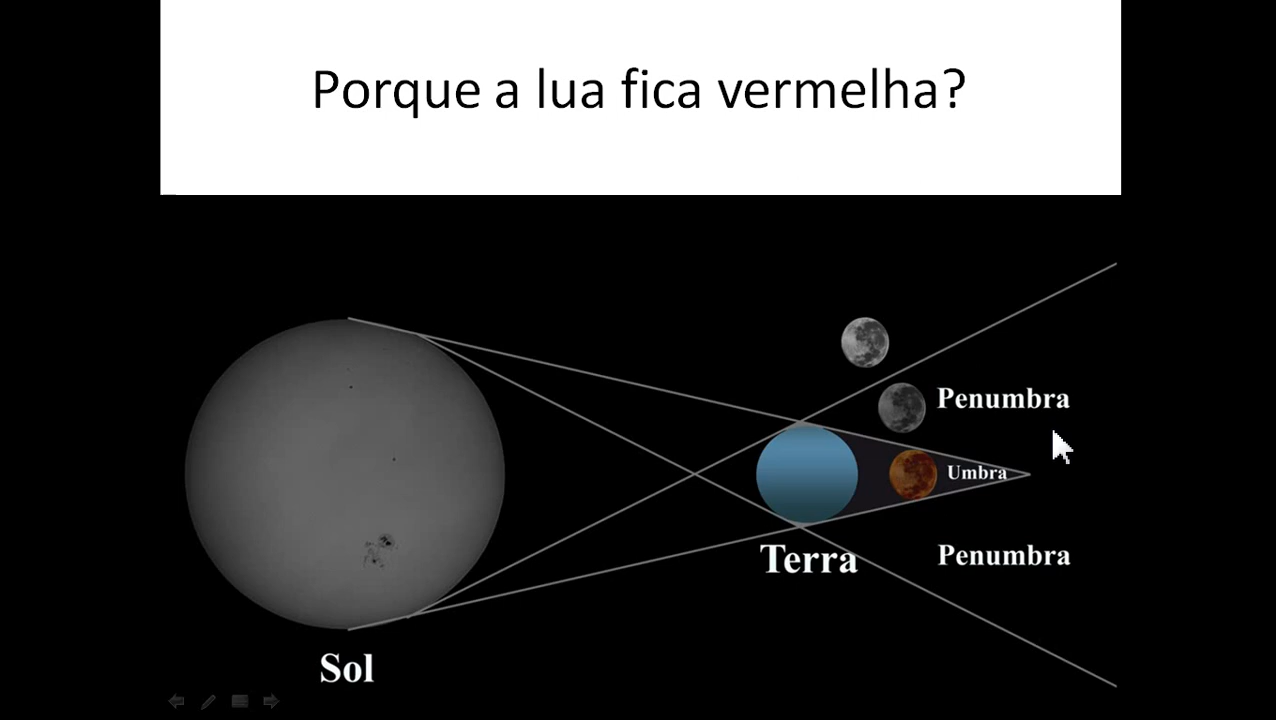 Porque a lua fica vermelha?
Penumbra
Umbra
Terra
Penumbra
Sol